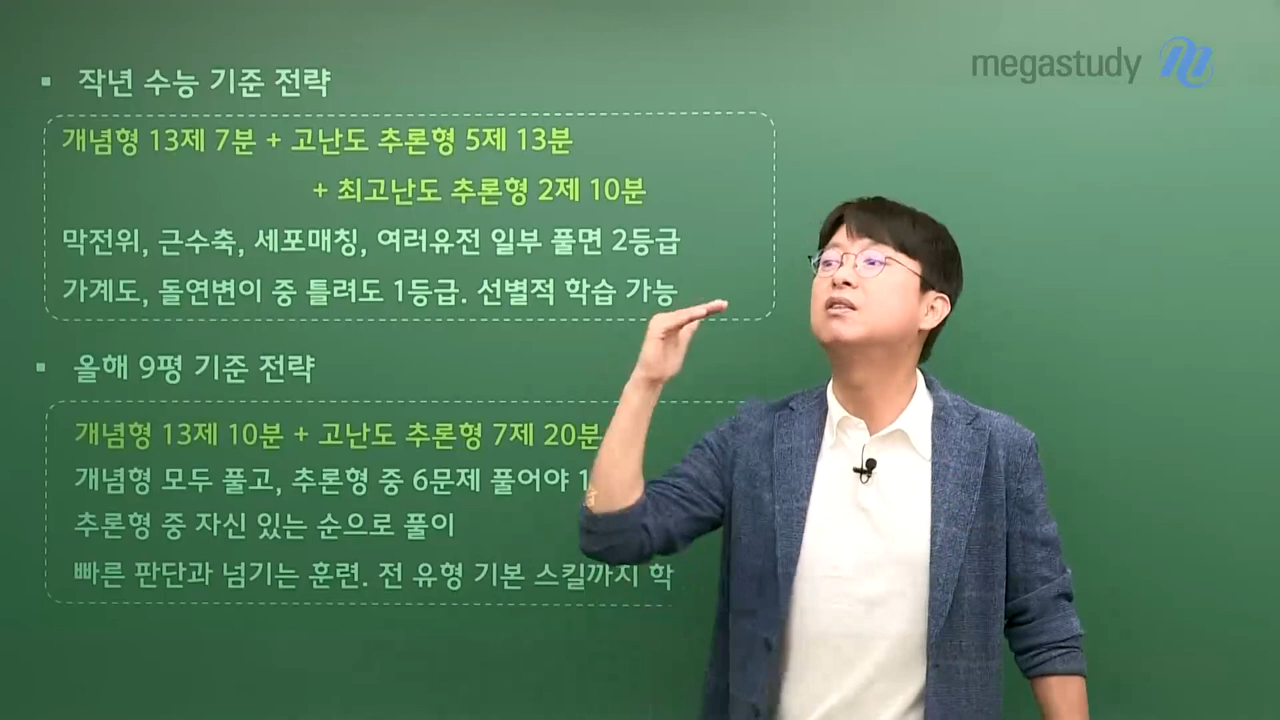 megastudy
▪ 작년 수능 기준 전략
개념형 13제 7분 + 고난도 추론형 5제 13분
+ 최고난도 추론형 2제 10분
막전위, 근수축, 세포매칭, 여러유전 일부 풀면 2등급
가계도, 돌연변이 중 틀려도 1등급. 선별적 학습 가능
▪ 올해 9평 기준 전략
개념형 13제 10분 + 고난도 추론형 7제 20분
개념형 모두 풀고, 추론형 중 6문제 풀어야 1
추론형 중 자신 있는 순으로 풀이
빠른 판단과 넘기는 훈련. 전 유형 기본 스킬까지 학